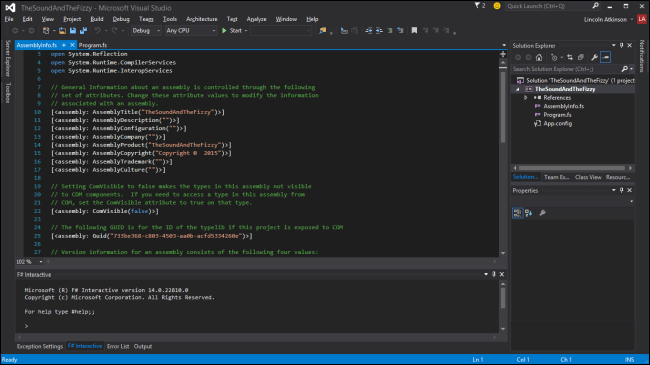 TheSoundAndTheFizzy - Microsoft Visual Studio
2
Quick Launch (Ctrl+Q)
File Edit View Project Build Debug Team Tools Architecture Test Analyze Window Help
Lincoln Atkinson
LA
Debug Any CPU Start
Server Explorer
Toolbox
AssemblyInfo.fs Program.fs
3 open System.Reflection
4 open System.Runtime.CompilerServices
5 open System.Runtime.InteropServices
6
7 // General Information about an assembly is controlled through the following
8 // set of attributes. Change these attribute values to modify the information
9 // associated with an assembly.
10 [<assembly: AssemblyTitle("TheSoundAndTheFizzy")>]
11 [<assembly: AssemblyDescription("")>]
12 [<assembly: AssemblyConfiguration("")>]
13 [<assembly: AssemblyCompany("")>]
14 [<assembly: AssemblyProduct("TheSoundAndTheFizzy")>]
15 [<assembly: AssemblyCopyright("Copyright © 2015")>]
16 [<assembly: AssemblyTrademark("")>]
17 [<assembly: AssemblyCulture("")>]
18
19 // Setting ComVisible to false makes the types in this assembly not visible
20 // to COM components. If you need to access a type in this assembly from
21 // COM, set the ComVisible attribute to true on that type.
22 [<assembly: ComVisible(false)>]
23
24 // The following GUID is for the ID of the typelib if this project is exposed to COM
25 [<assembly: Guid("733be368-c803-4503-aa0b-acfd5334260e")>]
26
27 // Version information for an assembly consists of the following four values:
102 %
F# Interactive
Microsoft (R) F# Interactive version 14.0.22810.0
Copyright (c) Microsoft Corporation. All Rights Reserved.
For help type #help;;
>
Exception Settings F# Interactive Error List Output
Solution Explorer
Search Solution Explorer (Ctrl+;)
Solution 'TheSoundAndTheFizzy' (1 project
TheSoundAndTheFizzy
References
AssemblyInfo.fs
Program.fs
App.config
Solution... Team Ex... Class View Resourc...
Properties
Notifications
Ready Ln 1 Col 1 Ch 1 INS